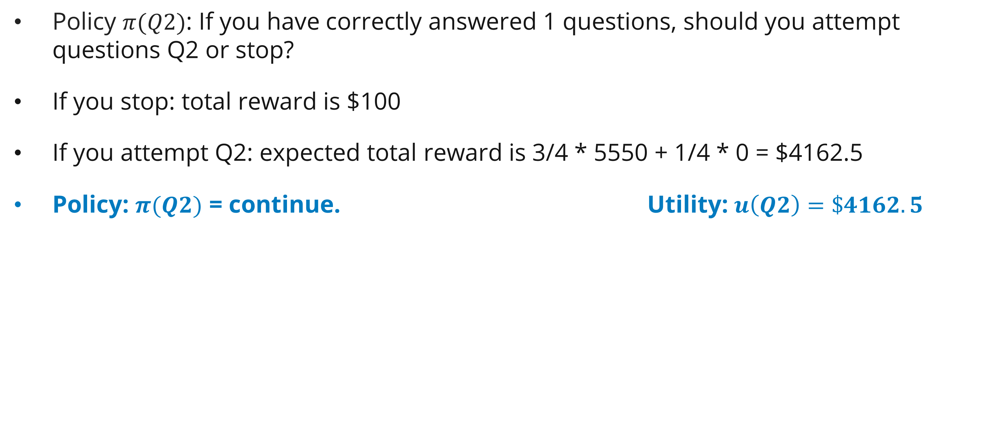 • Policy 𝜋(𝑄2): If you have correctly answered 1 questions, should you attempt
questions Q2 or stop?
• If you stop: total reward is $100
• If you attempt Q2: expected total reward is 3/4 * 5550 + 1/4 * 0 = $4162.5
• Policy: 𝝅(𝑸𝟐) = continue. Utility: 𝒖(𝑸𝟐) = $𝟒𝟏𝟔𝟐.𝟓